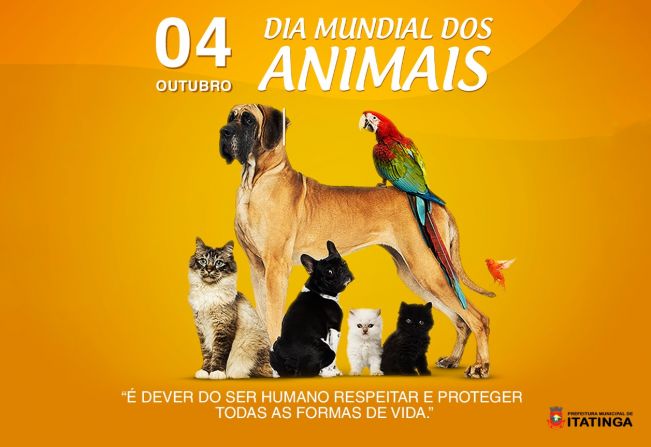 04
OUTUBRO
DIA MUNDIAL DOS
ANIMAIS
“É DEVER DO SER HUMANO RESPEITAR E PROTEGER
TODAS AS FORMAS DE VIDA.”
PREFEITURA MUNICIPAL DE
ITATINGA